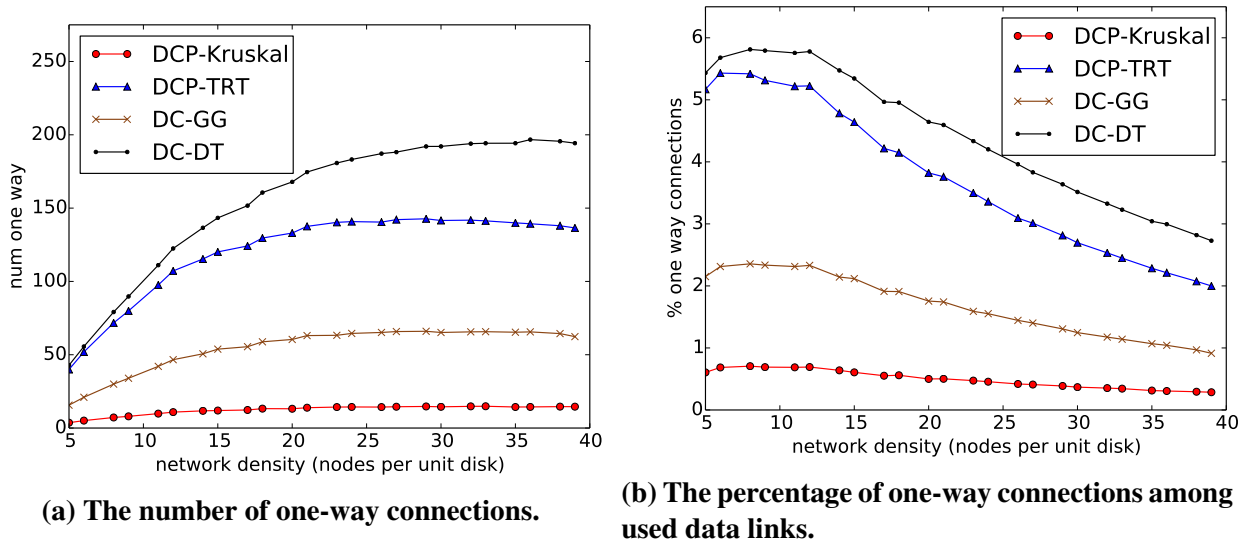 250
200
150
100
50
0
num one way
DCP-Kruskal
DCP-TRT
DC-GG
DC-DT
5 10 15 20 25 30 35 40
network density (nodes per unit disk)
(a) The number of one-way connections.
6
5
4
3
2
1
0
% one way connections
DCP-Kruskal
DCP-TRT
DC-GG
DC-DT
5 10 15 20 25 30 35 40
network density (nodes per unit disk)
(b) The percentage of one-way connections among
used data links.